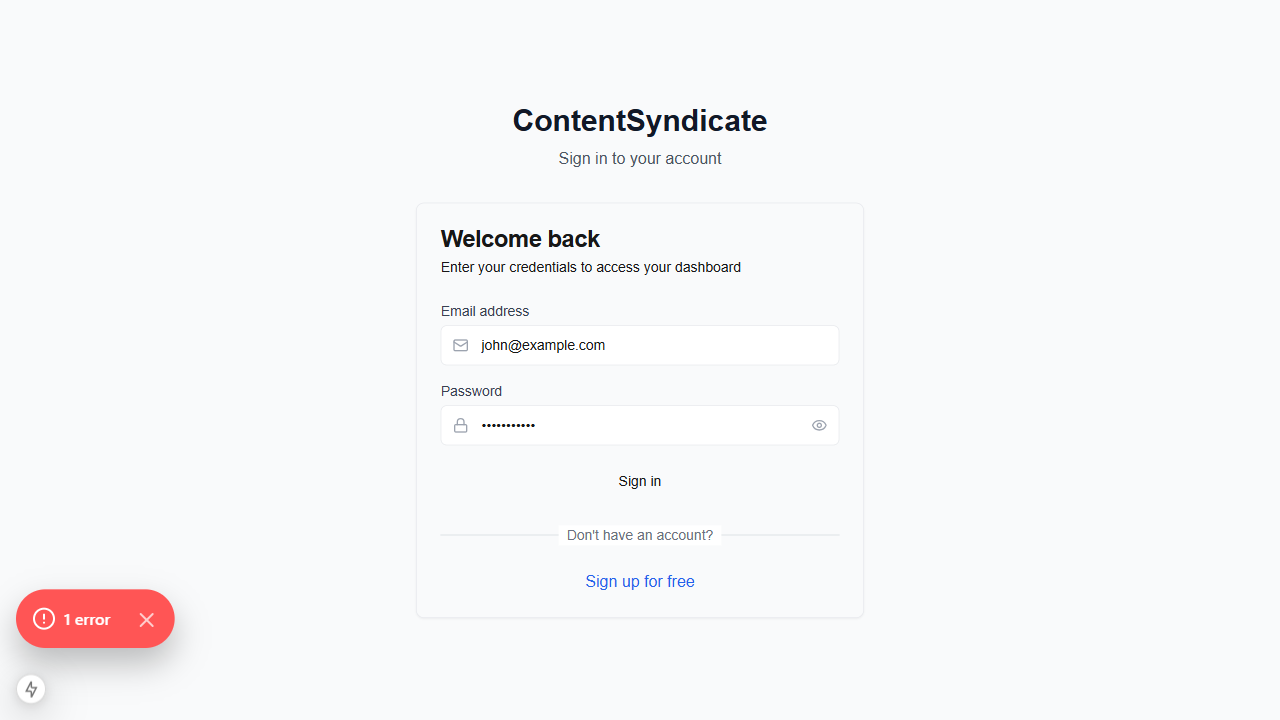 ContentSyndicate
Sign in to your account
Welcome back
Enter your credentials to access your dashboard
Email address
john@example.com
Password
•••••••••••
Sign in
Don't have an account?
Sign up for free
1 error